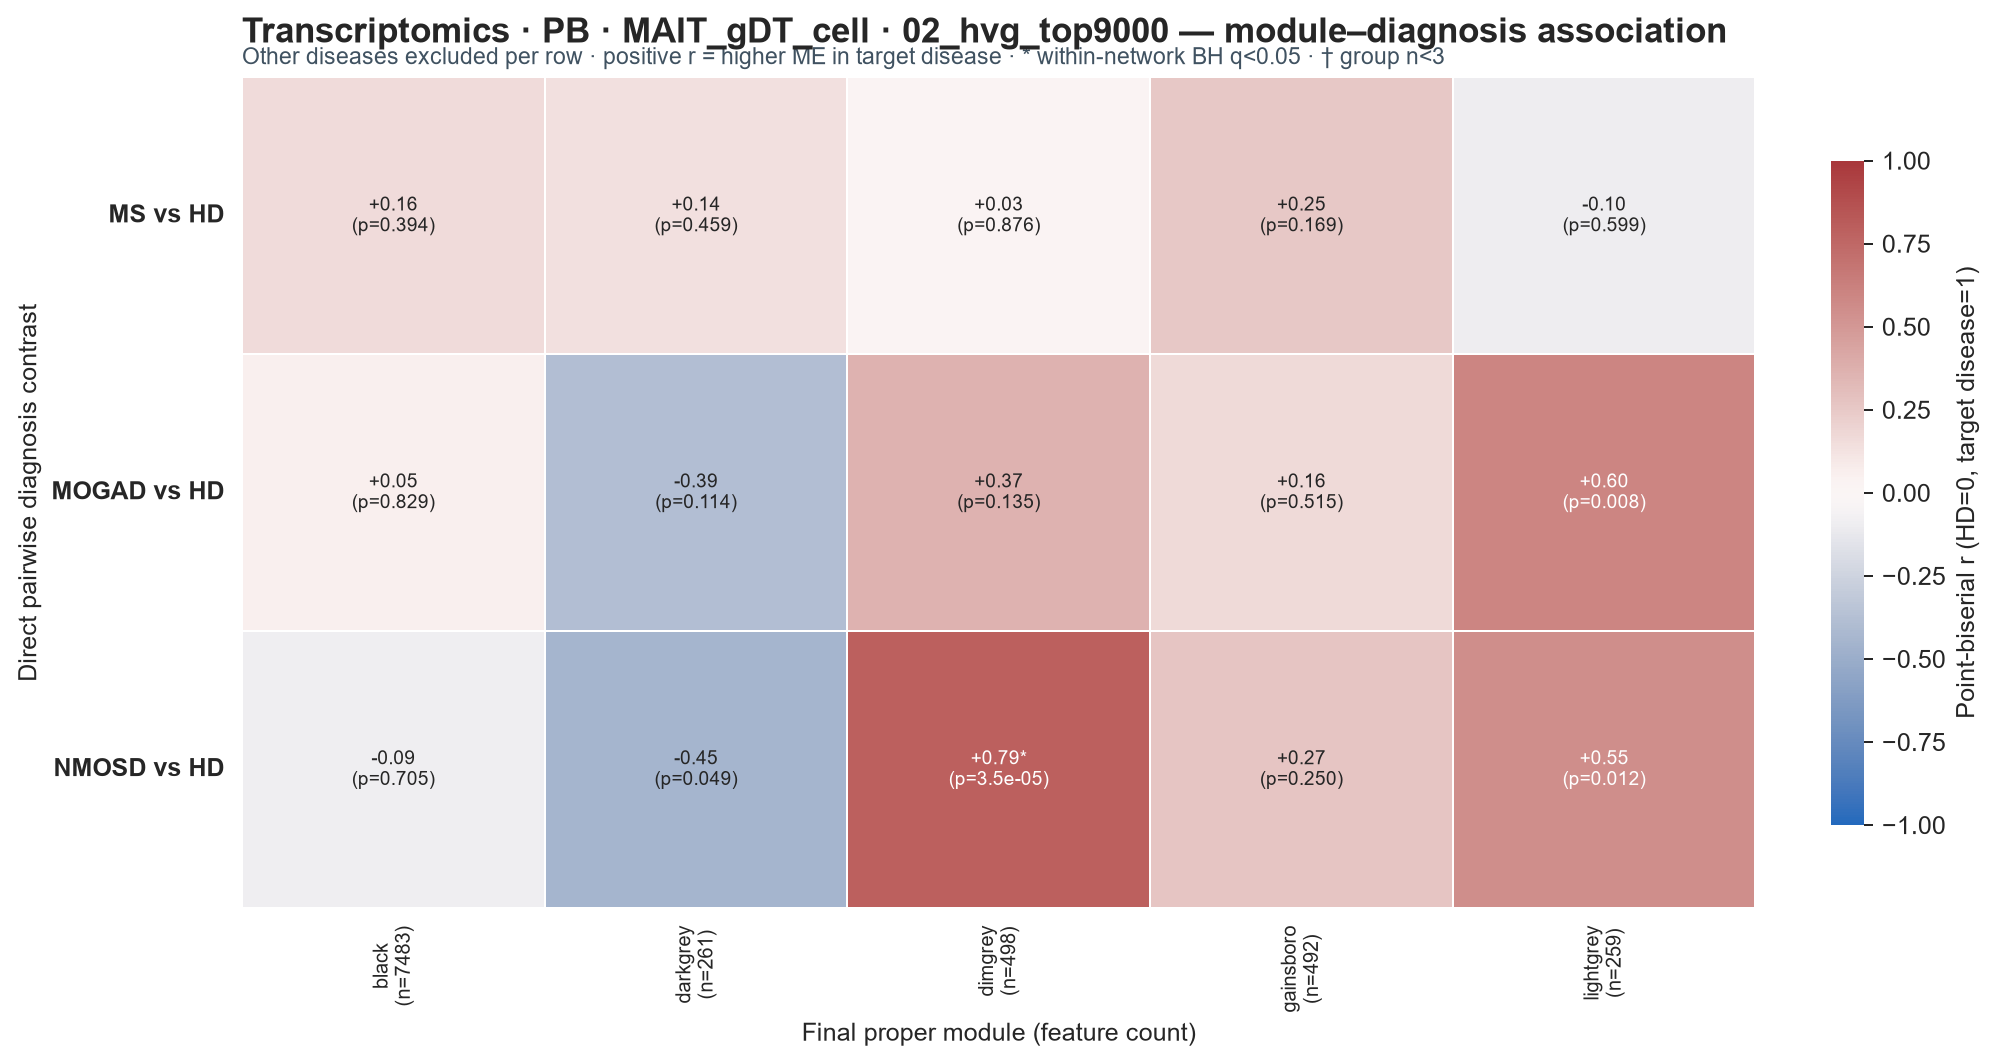 Transcriptomics · PB · MAIT_gDT_cell · 02_hvg_top9000 — module–diagnosis association
Other diseases excluded per row · positive r = higher ME in target disease · * within-network BH q<0.05 · † group n<3
Direct pairwise diagnosis contrast
MS vs HD
+0.16
(p=0.394)
+0.14
(p=0.459)
+0.03
(p=0.876)
+0.25
(p=0.169)
-0.10
(p=0.599)
MOGAD vs HD
+0.05
(p=0.829)
-0.39
(p=0.114)
+0.37
(p=0.135)
+0.16
(p=0.515)
+0.60
(p=0.008)
NMOSD vs HD
-0.09
(p=0.705)
-0.45
(p=0.049)
+0.79*
(p=3.5e-05)
+0.27
(p=0.250)
+0.55
(p=0.012)
black
(n=7483)
darkgrey
(n=261)
dimgrey
(n=498)
gainsboro
(n=492)
lightgrey
(n=259)
Final proper module (feature count)
1.00
0.75
0.50
0.25
0.00
−0.25
−0.50
−0.75
−1.00
Point-biserial r (HD=0, target disease=1)